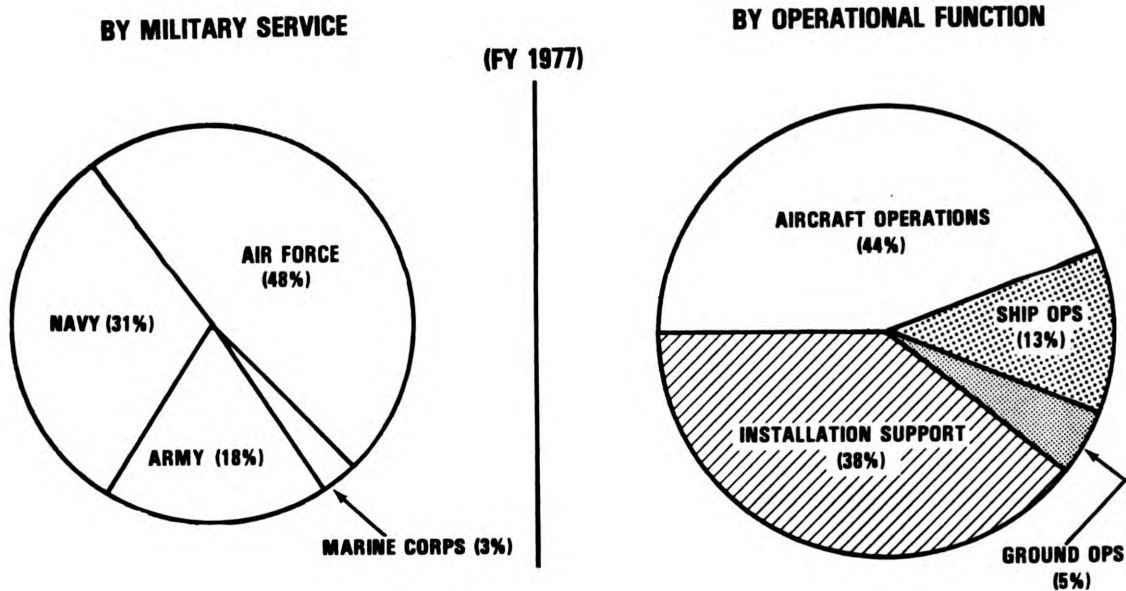 BY MILITARY SERVICE
(FY 1977)
BY OPERATIONAL FUNCTION
AIR FORCE
(48%)
NAVY (31%)
ARMY (18%)
MARINE CORPS (3%)
AIRCRAFT OPERATIONS
(44%)
SHIP OPS
(13%)
INSTALLATION SUPPORT
(38%)
GROUND OPS
(5%)